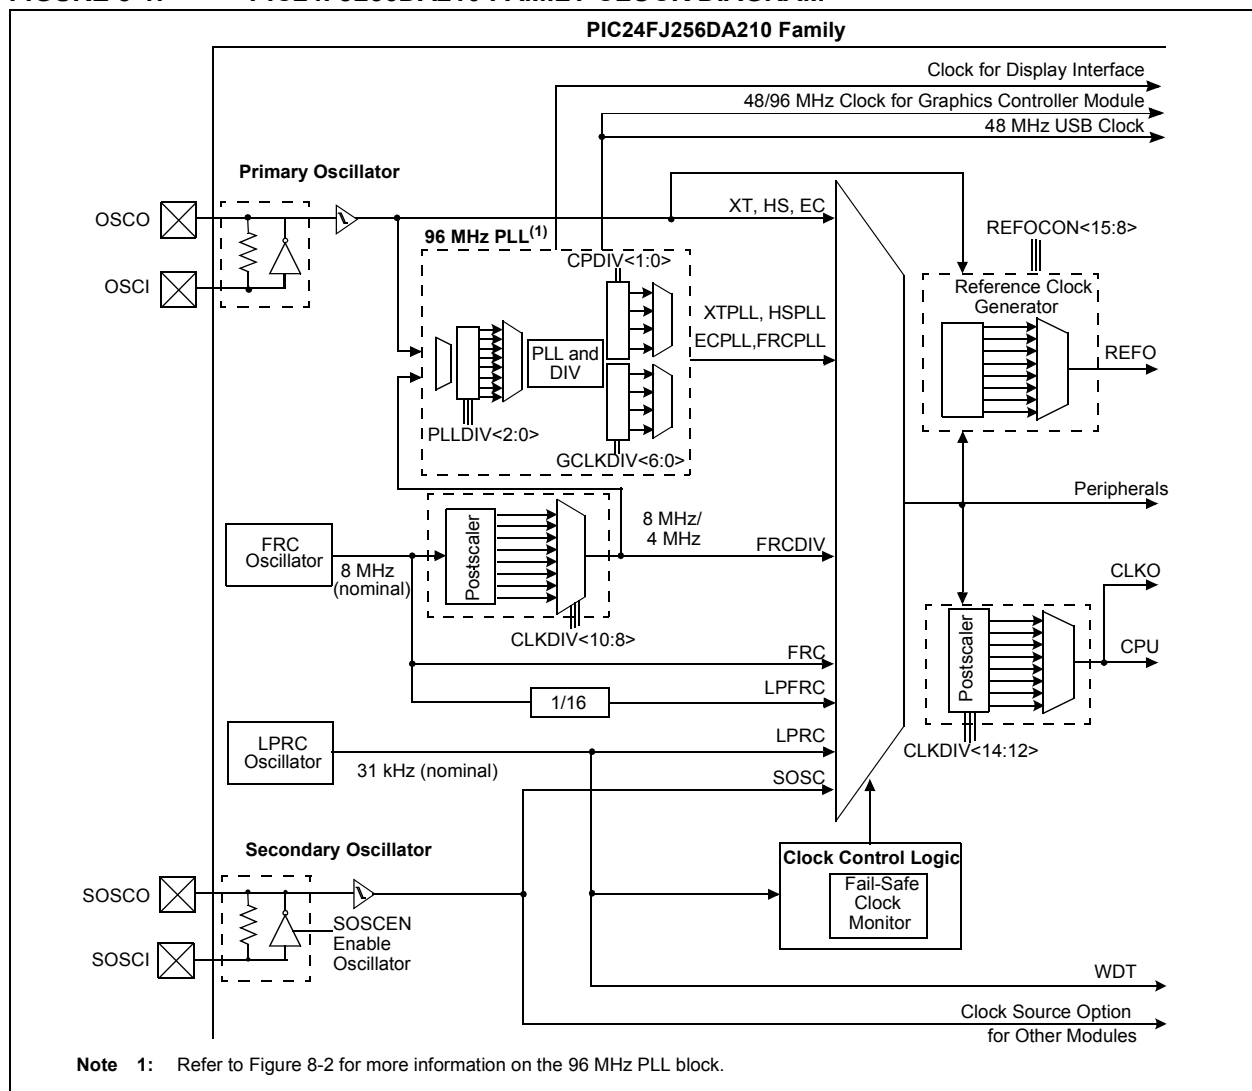 PIC24FJ256DA210 Family
Clock for Display Interface
48/96 MHz Clock for Graphics Controller Module
48 MHz USB Clock
Primary Oscillator
OSCO
OSCI
XT, HS, EC
REFOCON<15:8>
96 MHz PLL(1)
CPDIV<1:0>
Reference Clock
Generator
XTPLL, HSPLL
ECPLL,FRCPLL
PLL and
DIV
REFO
PLLDIV<2:0>
GCLKDIV<6:0>
Peripherals
FRC
Oscillator
8 MHz
(nominal)
Postscaler
8 MHz/
4 MHz
FRCDIV
CLKDIV<10:8>
CLKO
CPU
Postscaler
CLKDIV<14:12>
FRC
LPFRC
1/16
LPRC
Oscillator
31 kHz (nominal)
LPRC
SOSC
Secondary Oscillator
SOSCO
SOSCI
SOSCEN
Enable
Oscillator
Clock Control Logic
Fail-Safe
Clock
Monitor
WDT
Clock Source Option
for Other Modules
Note 1: Refer to Figure 8-2 for more information on the 96 MHz PLL block.